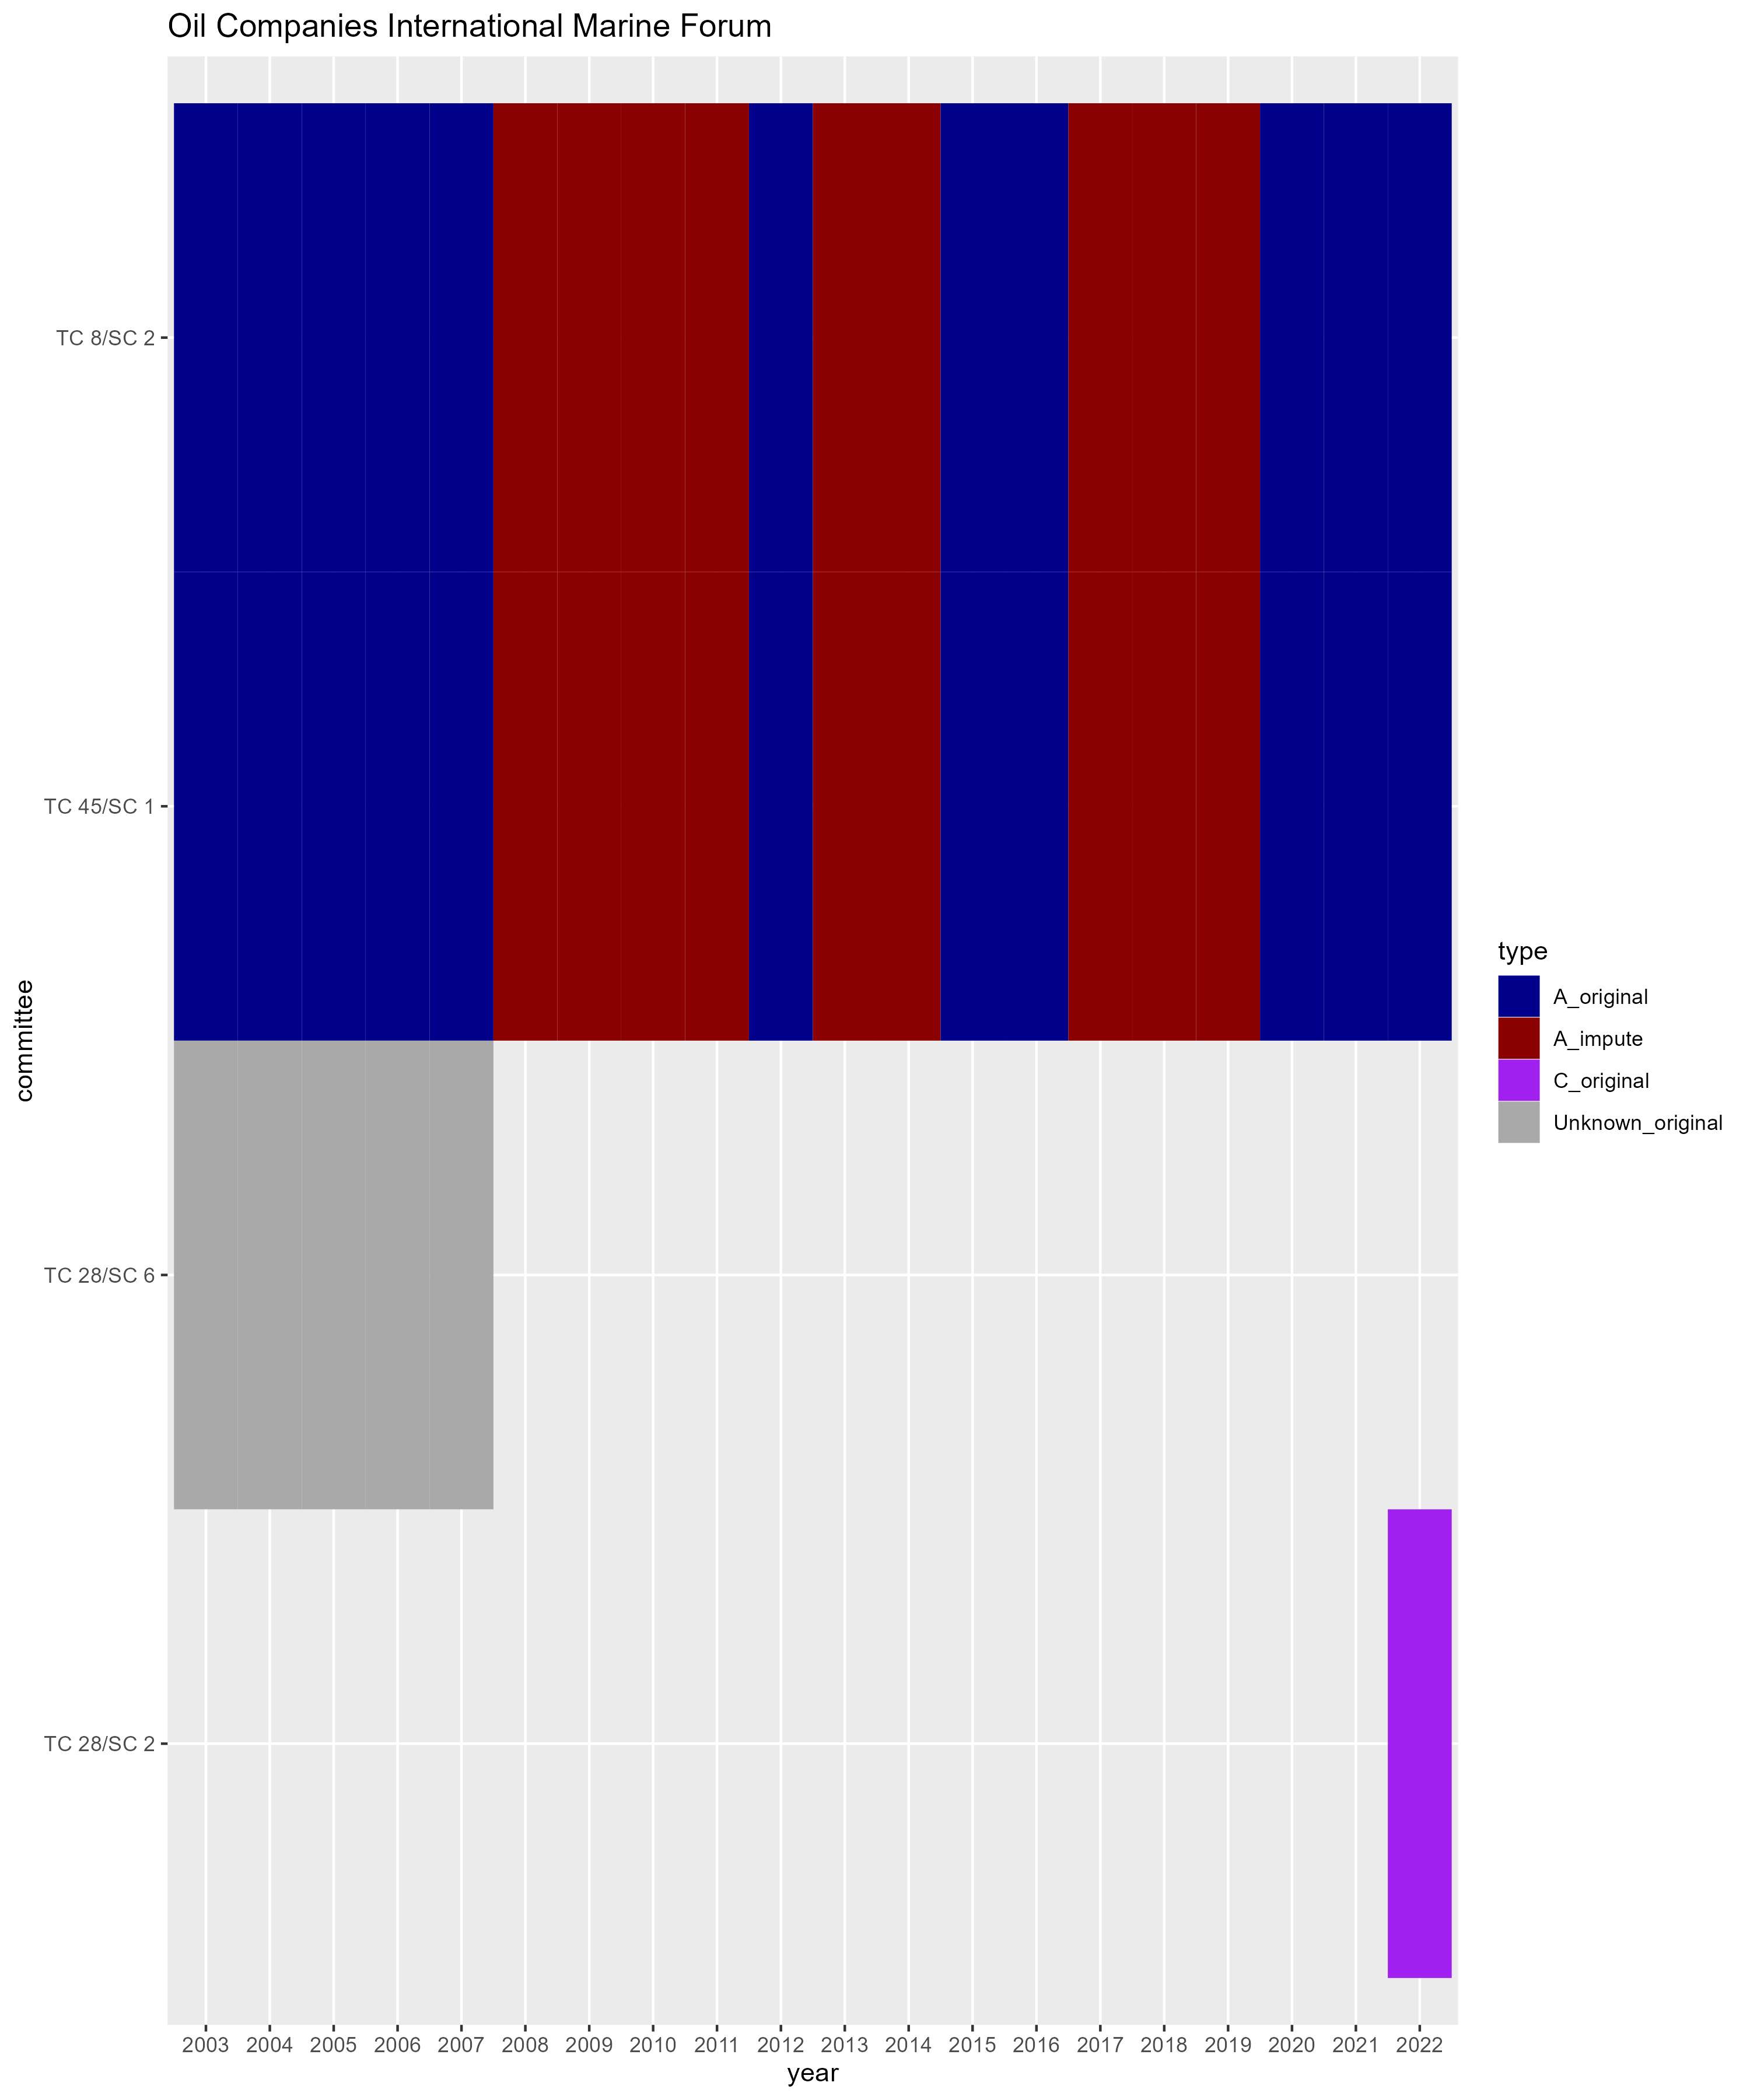 Oil Companies International Marine Forum
committee
TC 8/SC 2
TC 45/SC 1
TC 28/SC 6
TC 28/SC 2
2003 2004 2005 2006 2007 2008 2009 2010 2011 2012 2013 2014 2015 2016 2017 2018 2019 2020 2021 2022
year
type
A_original
A_impute
C_original
Unknown_original